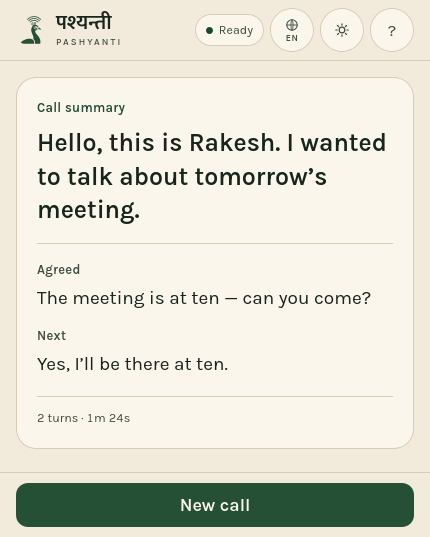 पश्यन्ती
PASHYANTI
Ready
EN
?
Call summary
Hello, this is Rakesh. I wanted
to talk about tomorrow’s
meeting.
Agreed
The meeting is at ten — can you come?
Next
Yes, I’ll be there at ten.
2 turns · 1m 24s
New call